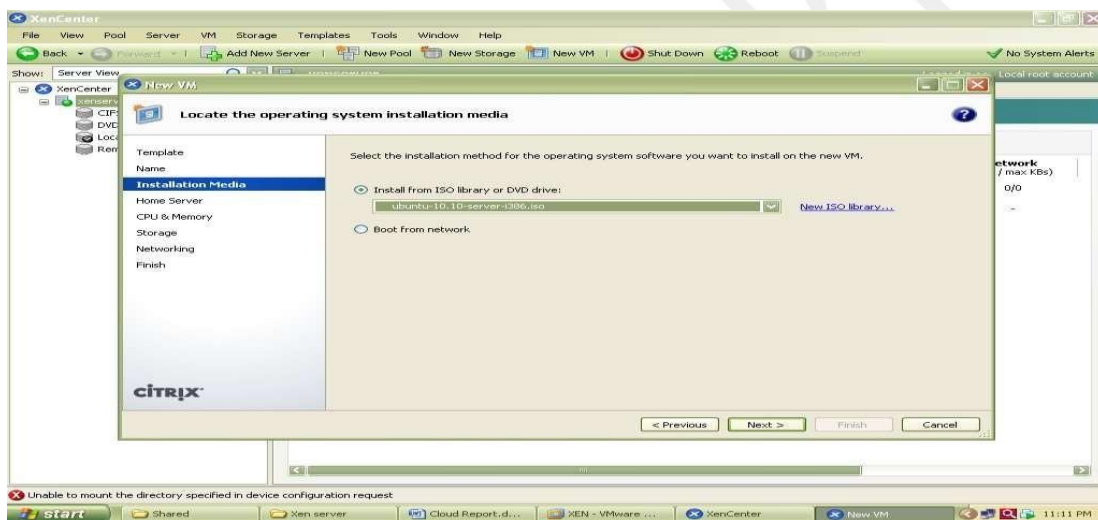 XenCenter
File View Pool Server VM Storage Templates Tools Window Help
Back Forward Add New Server New Pool New Storage New VM Shut Down Reboot Suspend No System Alerts
Show: Server View Local root account
XenCenter
New VM
Locate the operating system installation media
CIF
DVD
Loca
Rem
Template
Name
Installation Media
Home Server
CPU & Memory
Storage
Networking
Finish
Select the installation method for the operating system software you want to install on the new VM.
Install from ISO library or DVD drive:
ubuntu-10.10-server-i386.iso
New ISO library...
Boot from network
etwork
/ max KBs)
0/0
-
CITRIX
< Previous Next > Finish Cancel
Unable to mount the directory specified in device configuration request
start Shared Xen server Cloud Report.d... XEN - VMware ... XenCenter New VM 11:11 PM